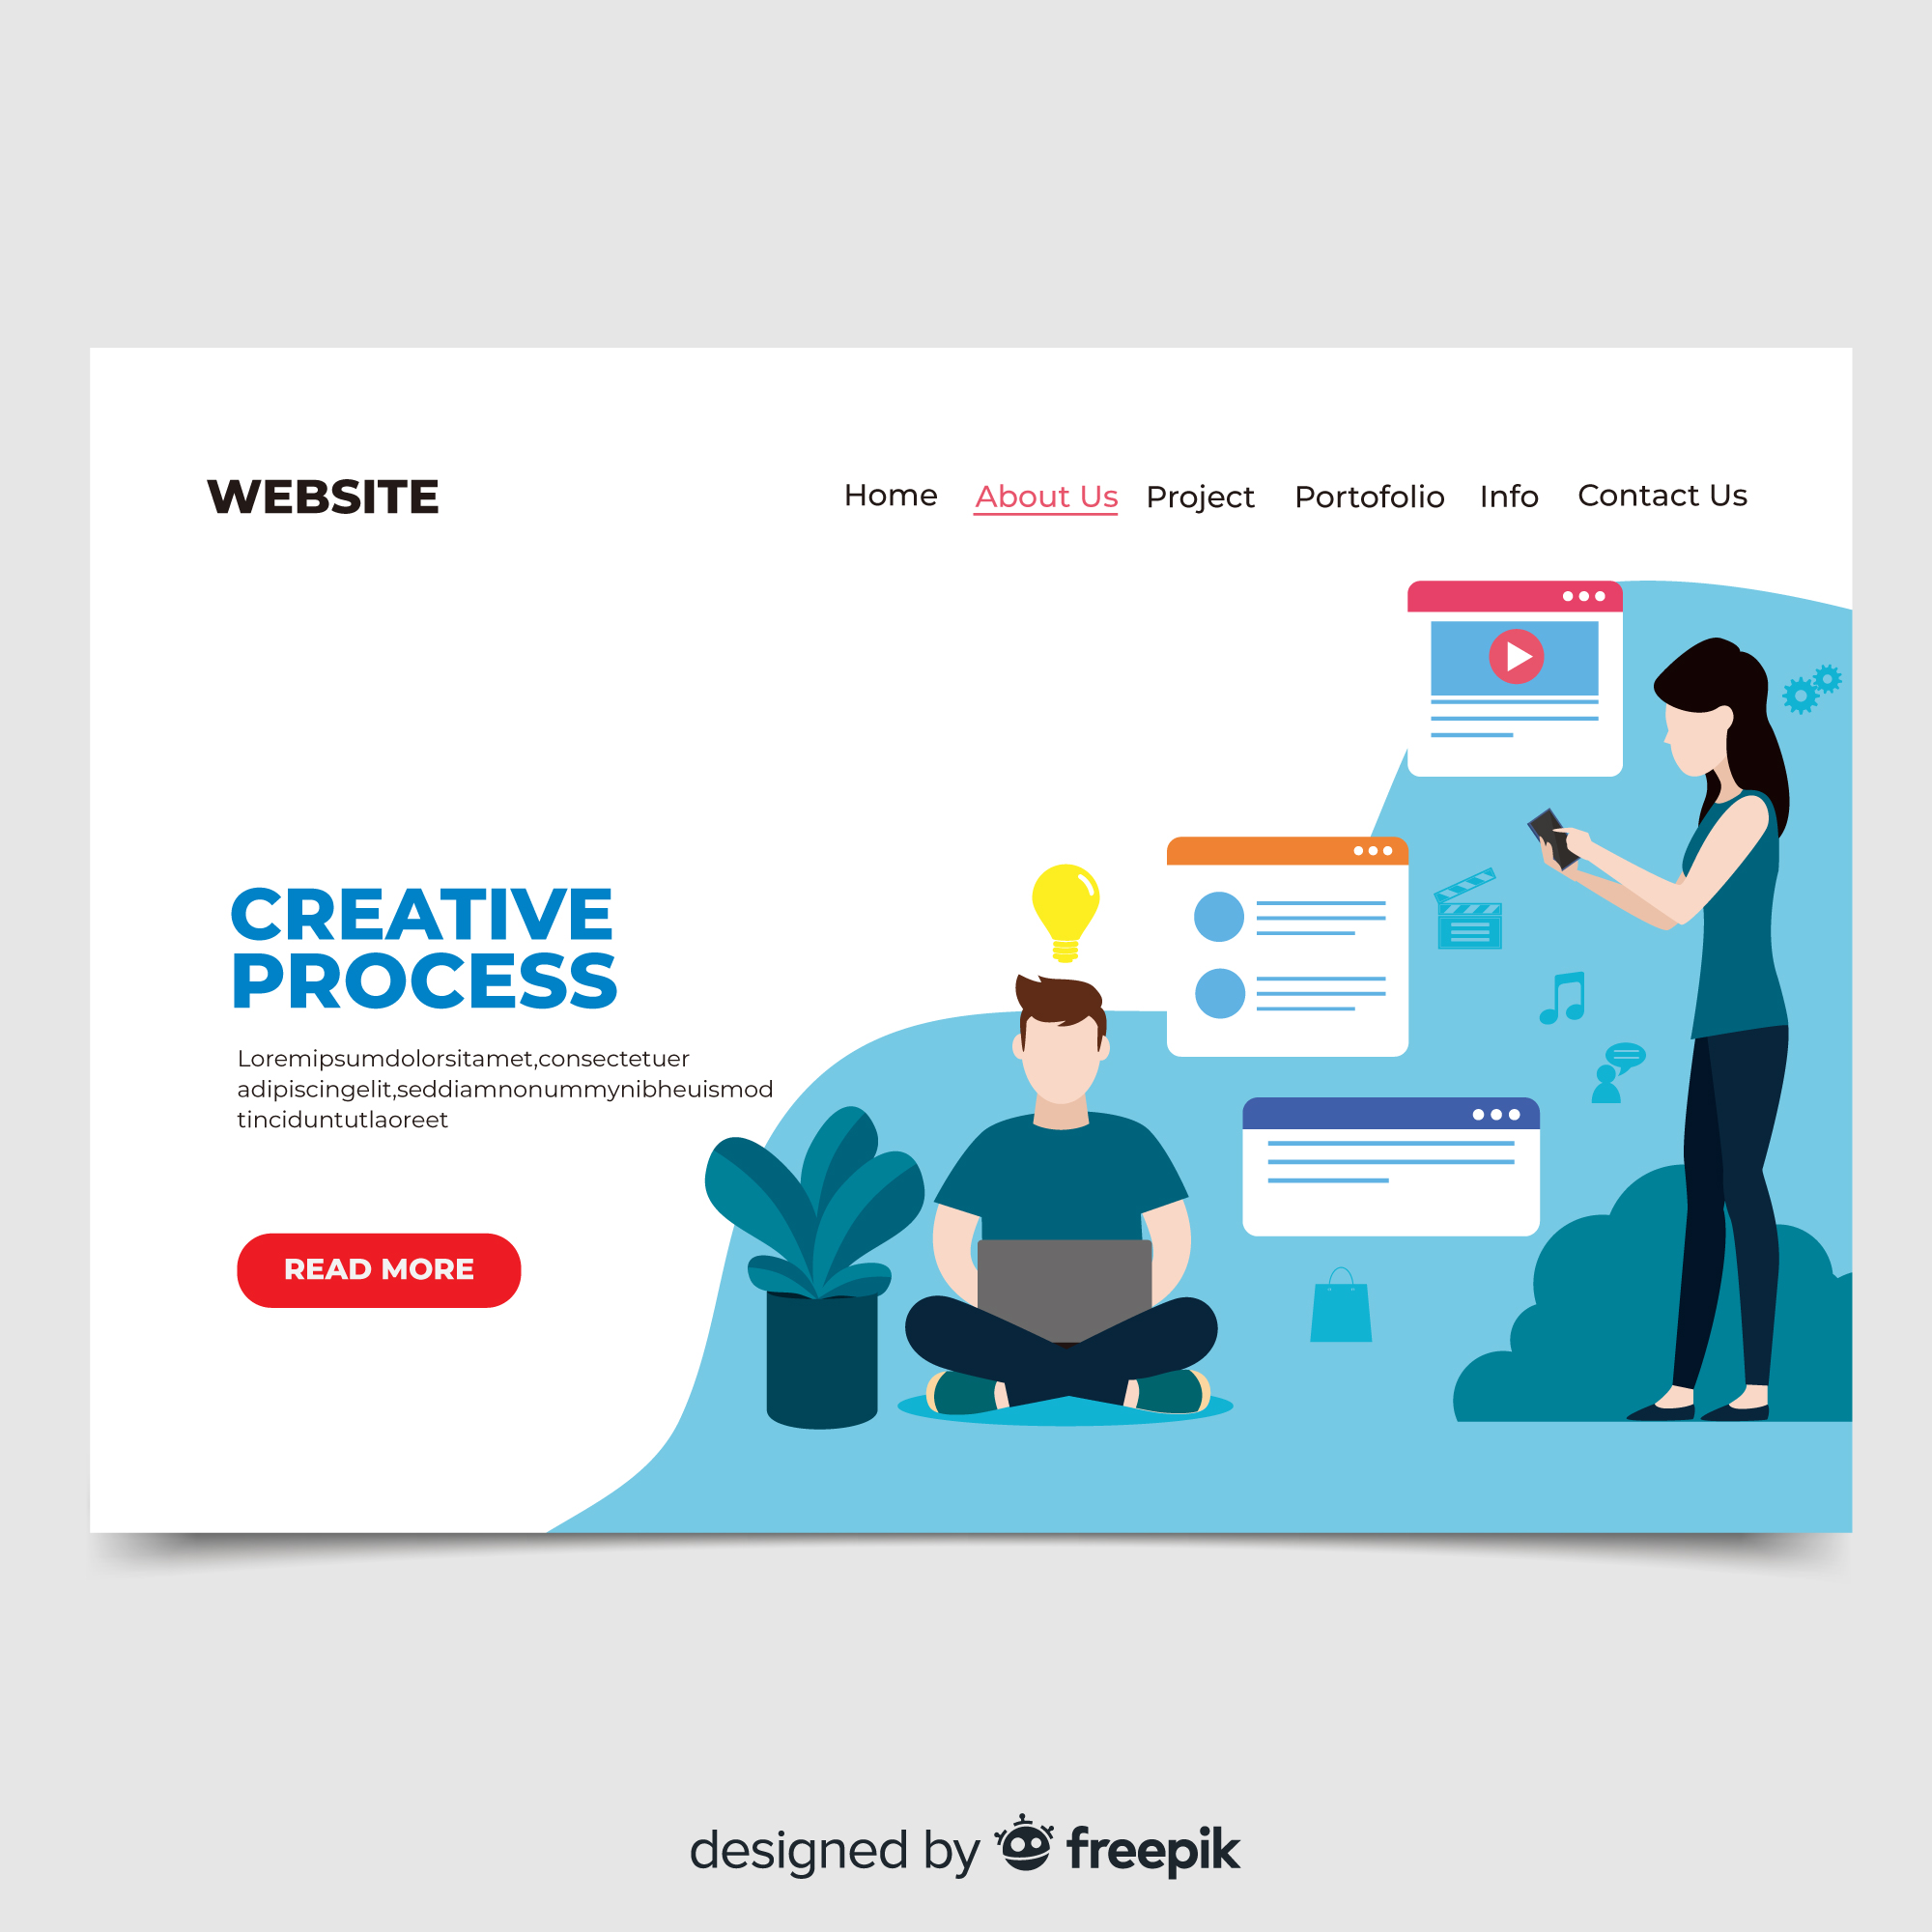 WEBSITE
Home About Us Project Portofolio Info Contact Us
CREATIVE
PROCESS
Loremipsumdolorsitamet,consectetuer
adipiscingelit,seddiamnonummynibheuismod
tinciduntutlaoreet
READ MORE
designed by freepik